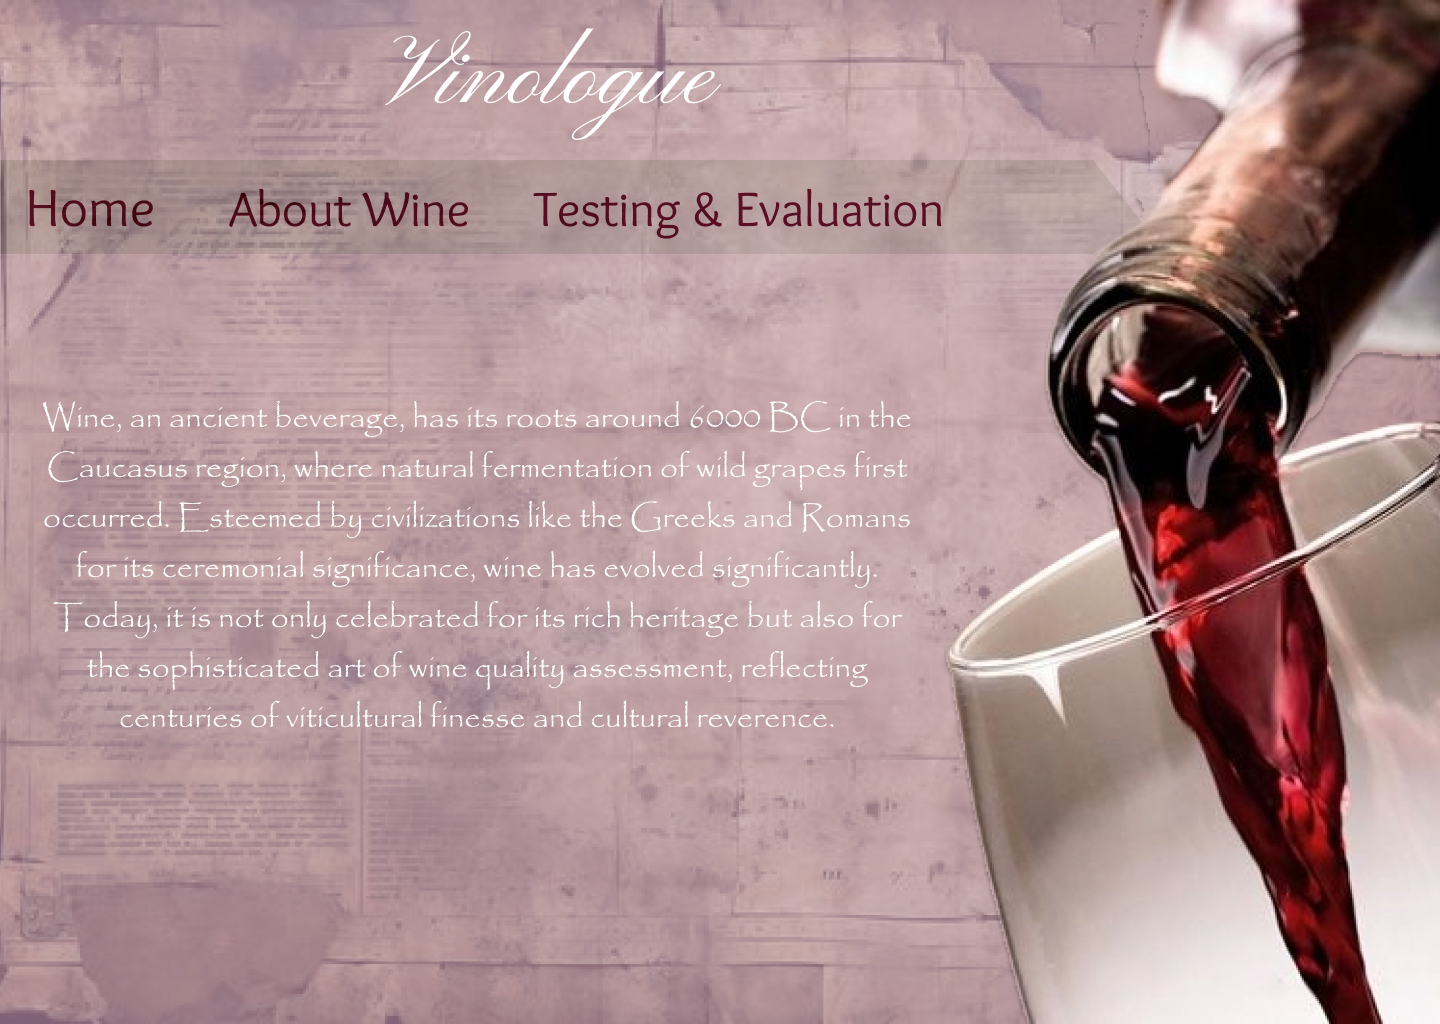 Vinologue
Home About Wine Testing & Evaluation
Wine, an ancient beverage, has its roots around 6000 BC in the
Caucasus region, where natural fermentation of wild grapes first
occurred. Esteemed by civilizations like the Greeks and Romans
for its ceremonial significance, wine has evolved significantly.
Today, it is not only celebrated for its rich heritage but also for
the sophisticated art of wine quality assessment, reflecting
centuries of viticultural finesse and cultural reverence.